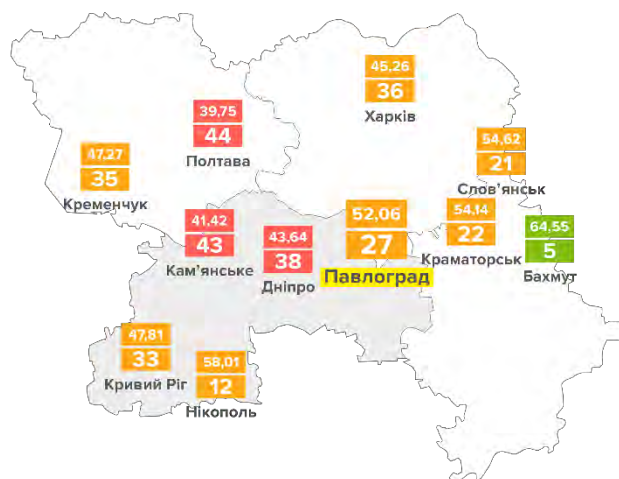 45,26
36
Харків
39,75
44
Полтава
54,62
21
Слов’янськ
47,27
35
Кременчук
52,06
27
Павлоград
54,14
22
Краматорськ
64,55
5
Бахмут
41,42
43
Кам’янське
43,64
38
Дніпро
47,81
33
Кривий Ріг
58,01
12
Нікополь